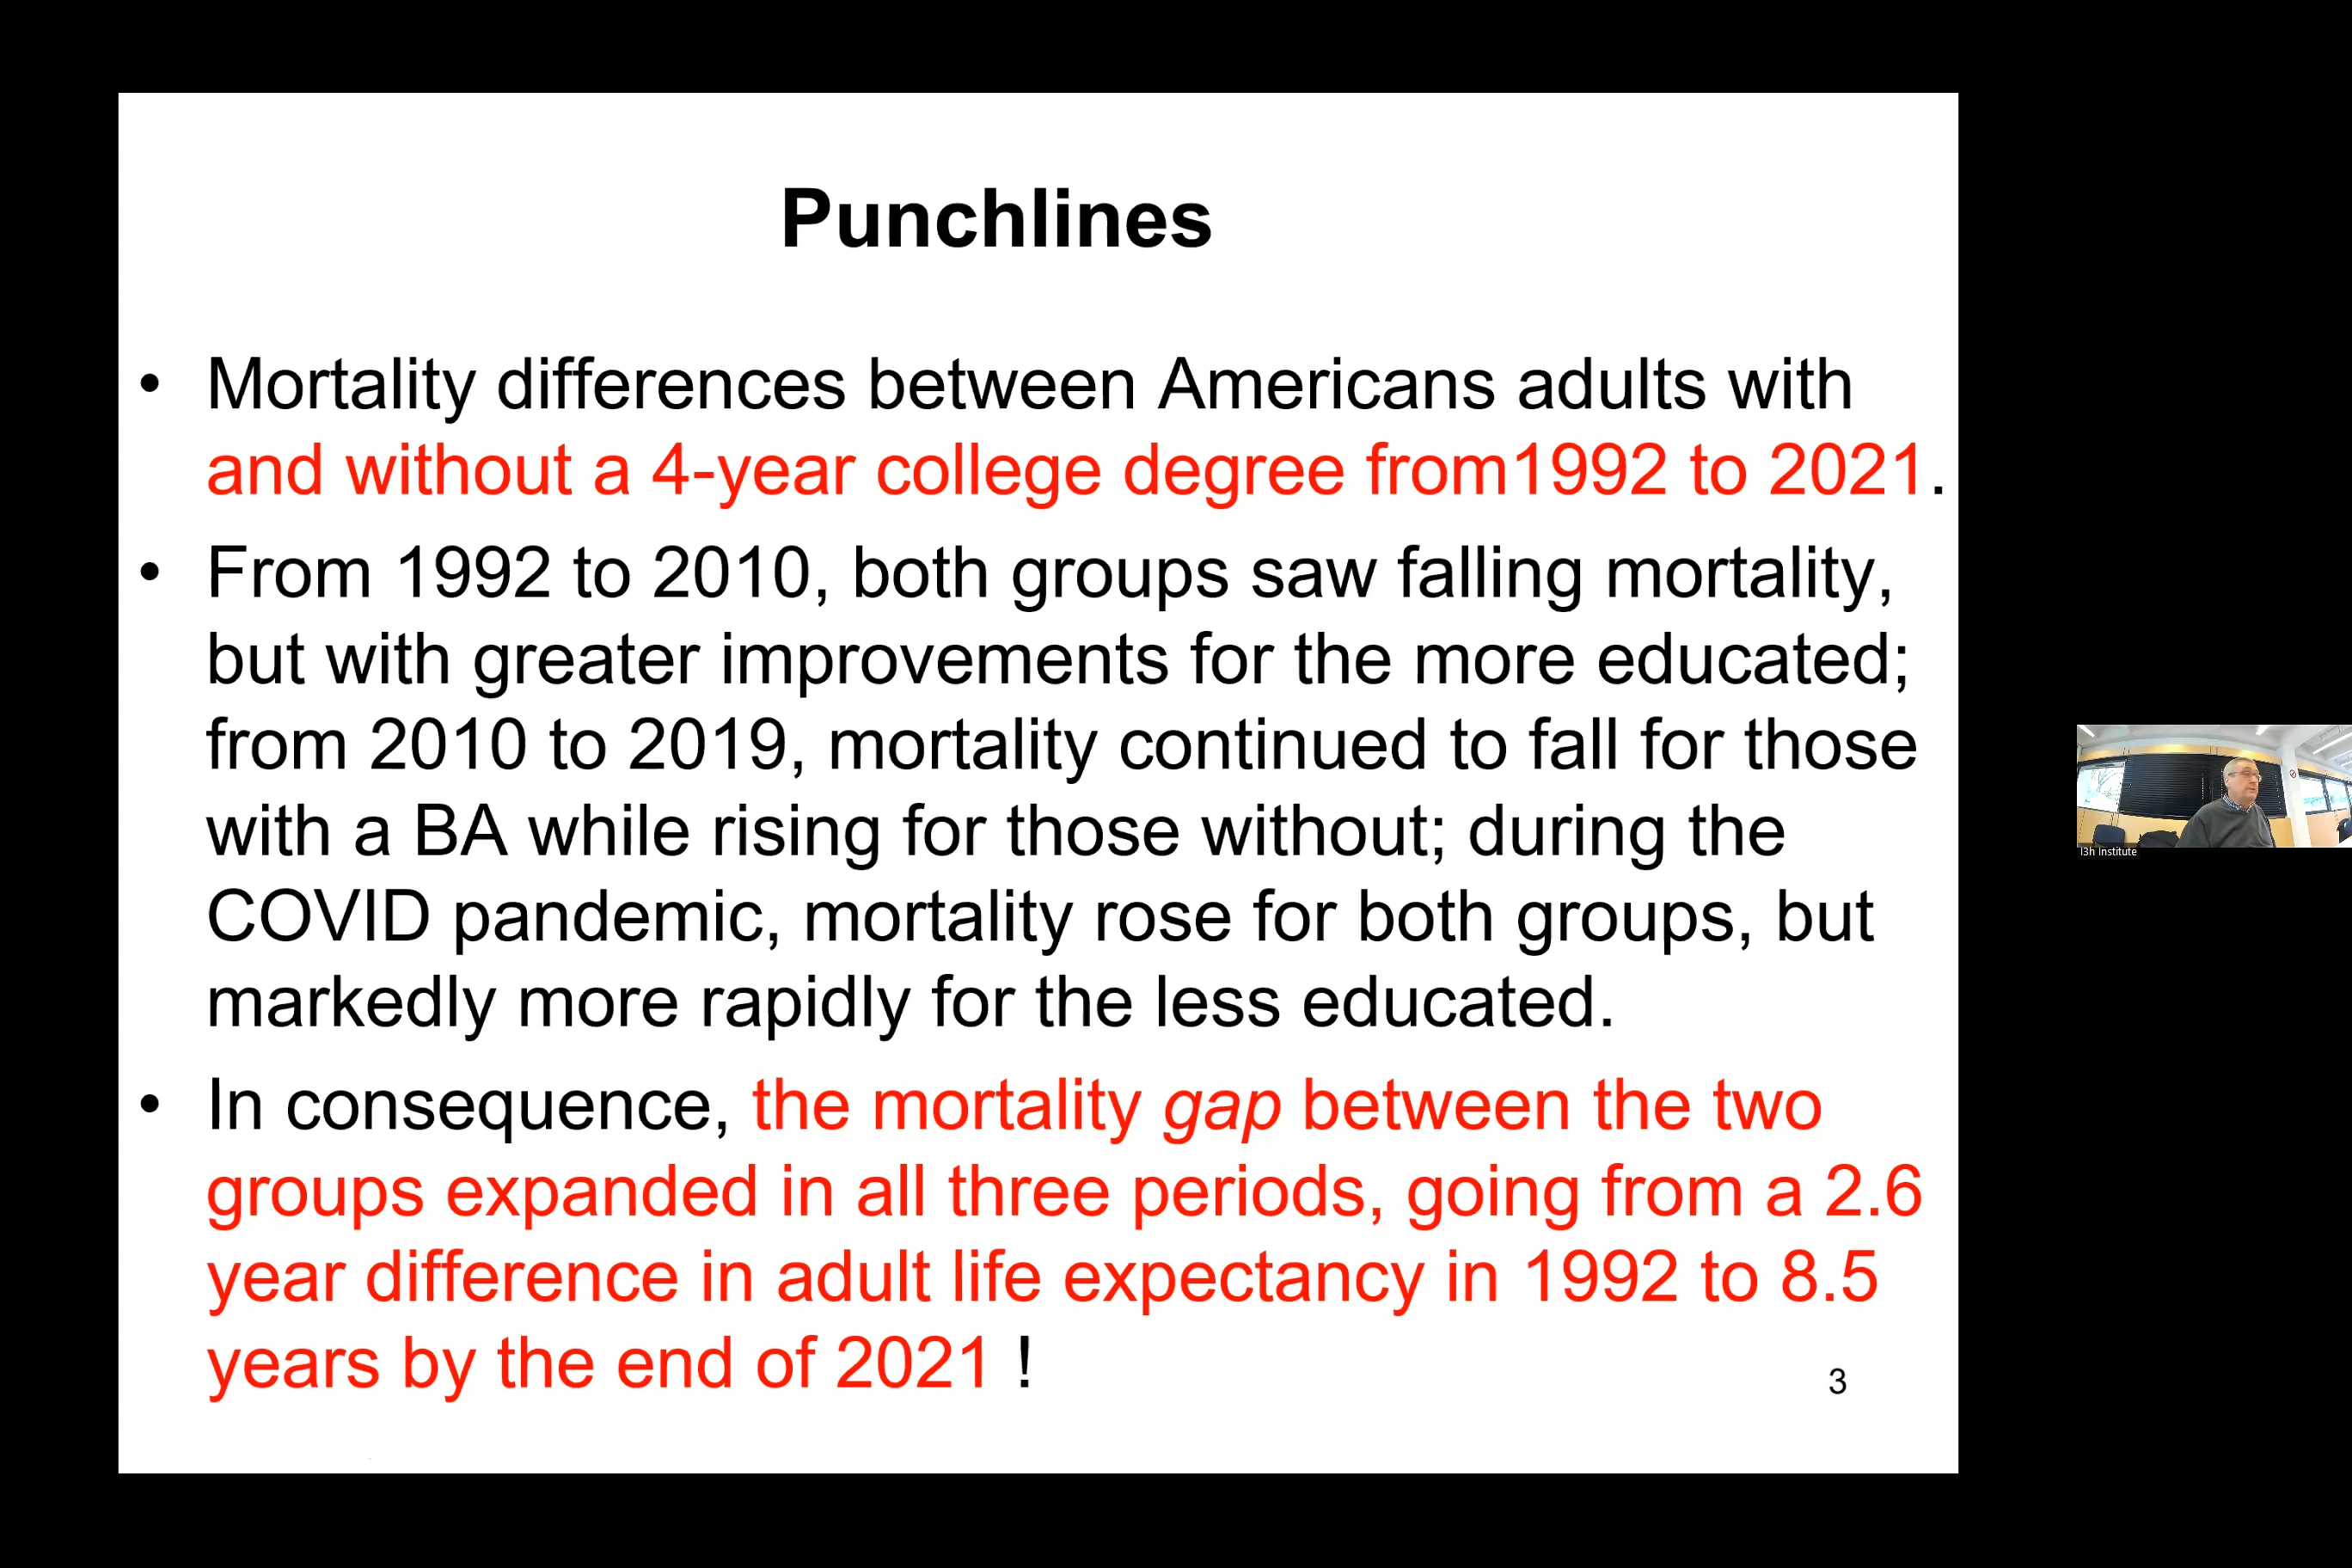 Punchlines
• Mortality differences between Americans adults with
and without a 4-year college degree from1992 to 2021.
• From 1992 to 2010, both groups saw falling mortality,
but with greater improvements for the more educated;
from 2010 to 2019, mortality continued to fall for those
with a BA while rising for those without; during the
COVID pandemic, mortality rose for both groups, but
markedly more rapidly for the less educated.
• In consequence, the mortality gap between the two
groups expanded in all three periods, going from a 2.6
year difference in adult life expectancy in 1992 to 8.5
years by the end of 2021 !
3
I3h Institute